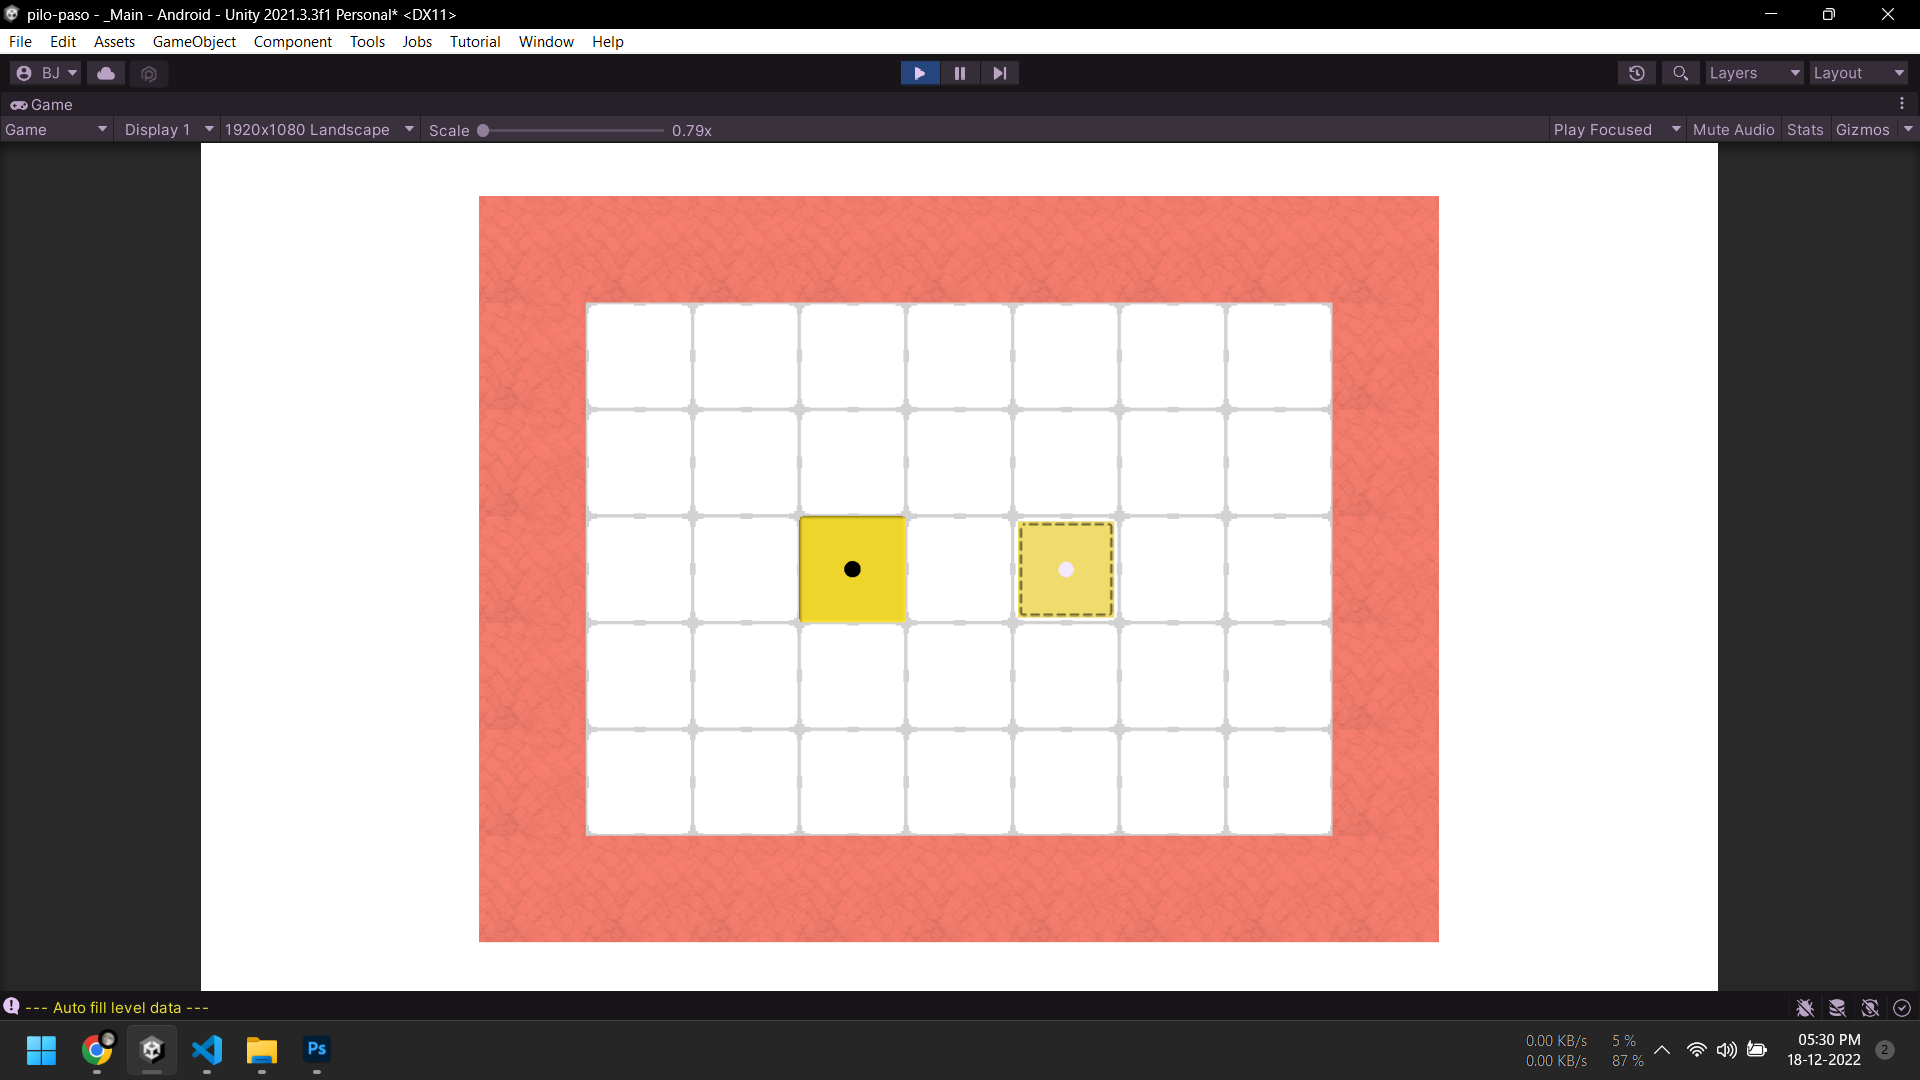 pilo-paso - _Main - Android - Unity 2021.3.3f1 Personal* <DX11>
File Edit Assets GameObject Component Tools Jobs Tutorial Window Help
BJ Layers Layout
Game
Game Display 1 1920x1080 Landscape Scale 0.79x Play Focused Mute Audio Stats Gizmos
--- Auto fill level data ---
Ps
0.00 KB/s 5 % 05:30 PM
0.00 KB/s 87 % 18-12-2022
2